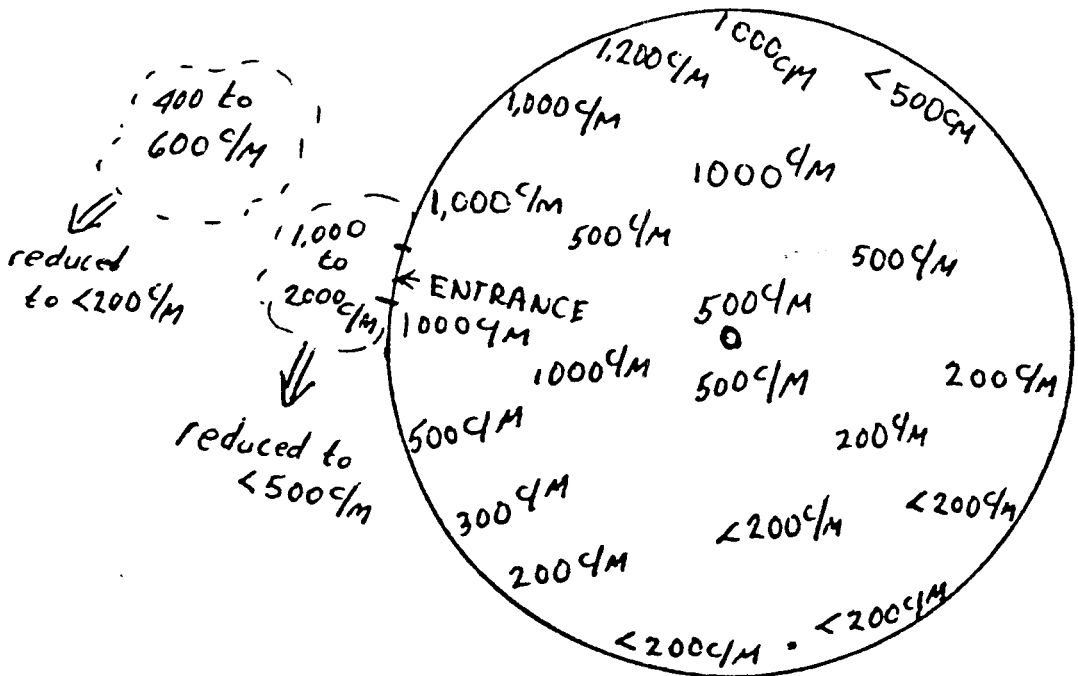 1000 c/M
1,200 c/M
<500 c/M
400 to
600 c/M
1,000 c/M
1000 c/M
1,000 c/M
500 c/M
reduced
to <200 c/M
1,000
to
2000 c/M
500 c/M
← ENTRANCE
500 c/M
1000 c/M
1000 c/M
500 c/M
200 c/M
reduced to
<500 c/M
500 c/M
200 c/M
300 c/M
<200 c/M
<200 c/M
200 c/M
<200 c/M
<200 c/M